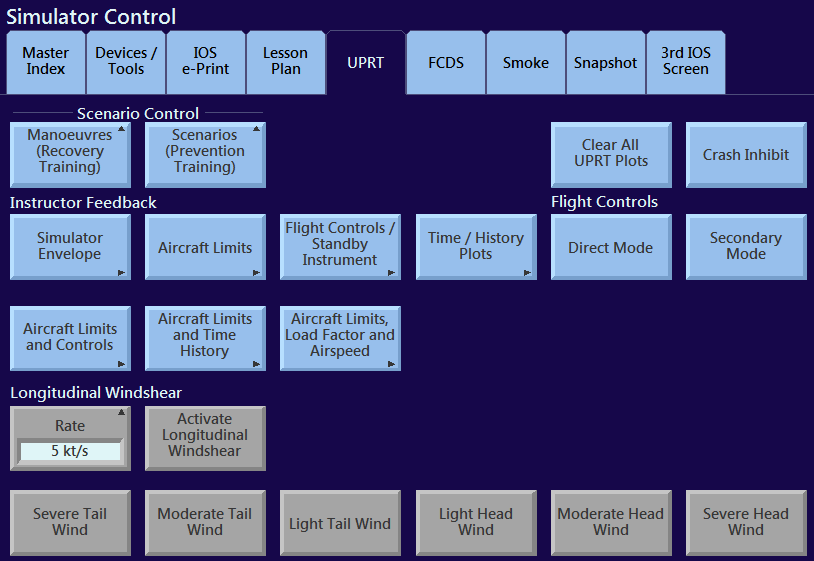 Simulator Control
Master
Index
Devices /
Tools
IOS
e-Print
Lesson
Plan
UPRT
FCDS
Smoke
Snapshot
3rd IOS
Screen
Scenario Control
Manoeuvres
(Recovery
Training)
Scenarios
(Prevention
Training)
Clear All
UPRT Plots
Crash Inhibit
Instructor Feedback
Flight Controls
Simulator
Envelope
Aircraft Limits
Flight Controls /
Standby
Instrument
Time / History
Plots
Direct Mode
Secondary
Mode
Aircraft Limits
and Controls
Aircraft Limits
and Time
History
Aircraft Limits,
Load Factor and
Airspeed
Longitudinal Windshear
Rate
5 kt/s
Activate
Longitudinal
Windshear
Severe Tail
Wind
Moderate Tail
Wind
Light Tail Wind
Light Head
Wind
Moderate Head
Wind
Severe Head
Wind